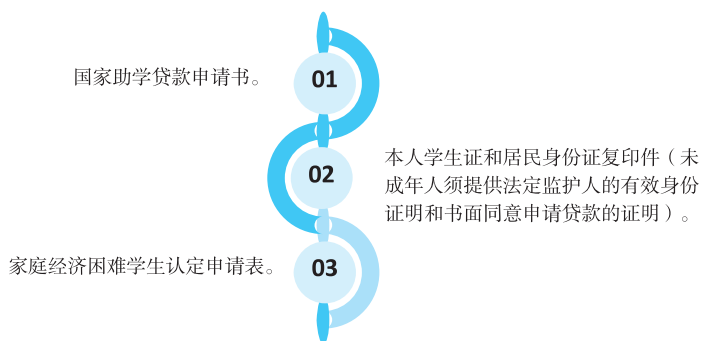 01
国家助学贷款申请书。
02
本人学生证和居民身份证复印件（未
成年人须提供法定监护人的有效身份
证明和书面同意申请贷款的证明）。
03
家庭经济困难学生认定申请表。